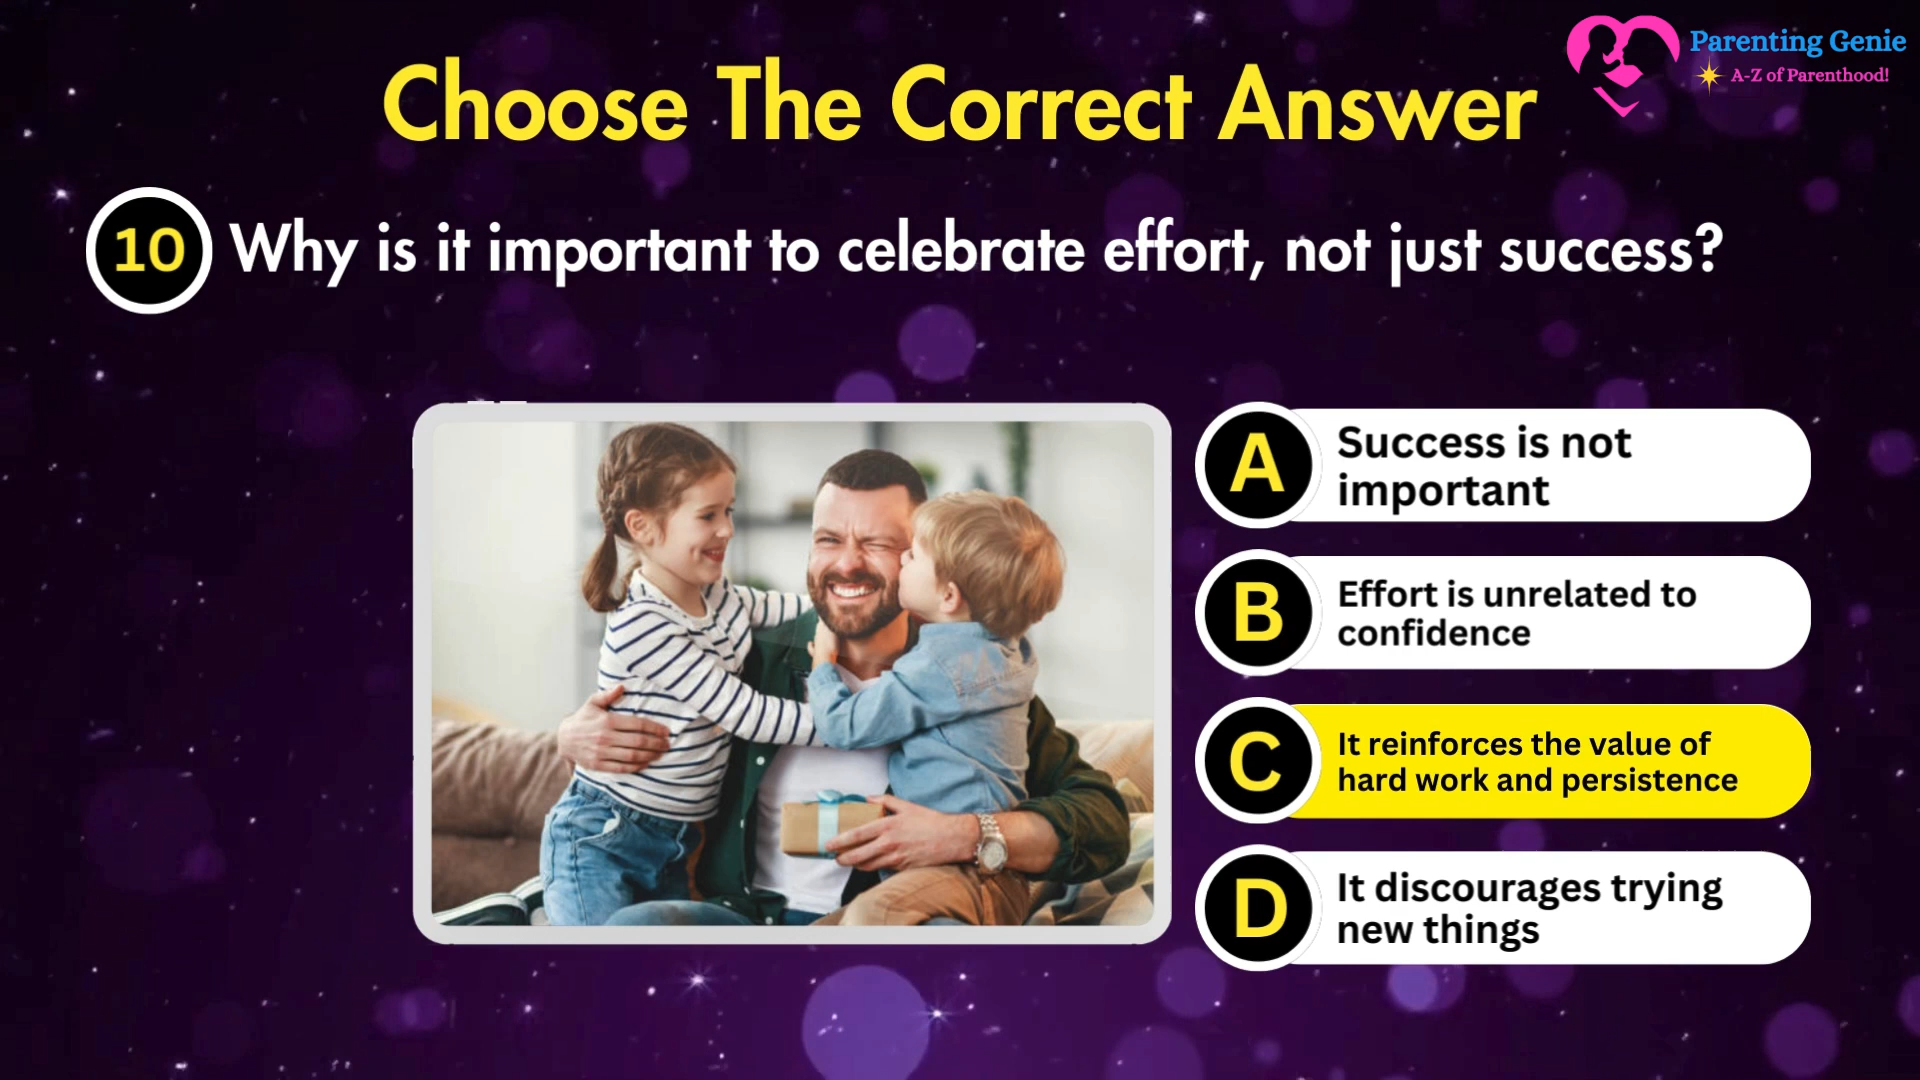 Parenting Genie
A-Z of Parenthood!
Choose The Correct Answer
10 Why is it important to celebrate effort, not just success?
A Success is not
important
B Effort is unrelated to
confidence
C It reinforces the value of
hard work and persistence
D It discourages trying
new things